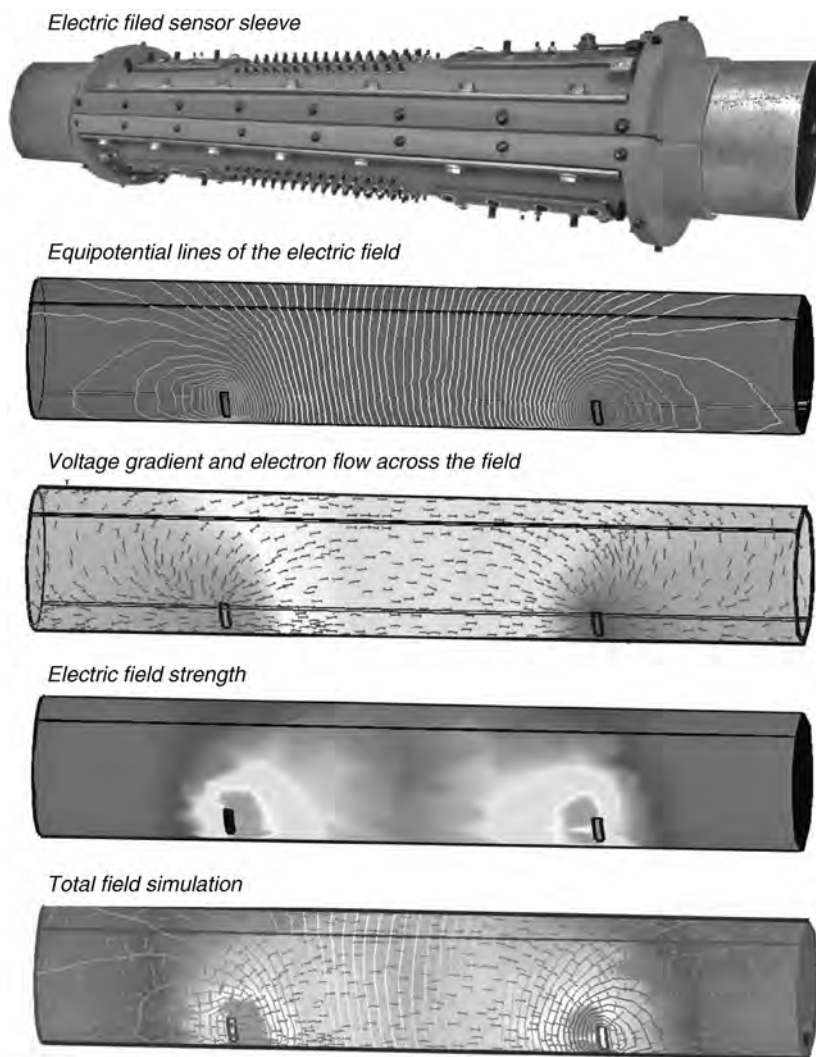 Electric filed sensor sleeve
Equipotential lines of the electric field
Voltage gradient and electron flow across the field
Electric field strength
Total field simulation